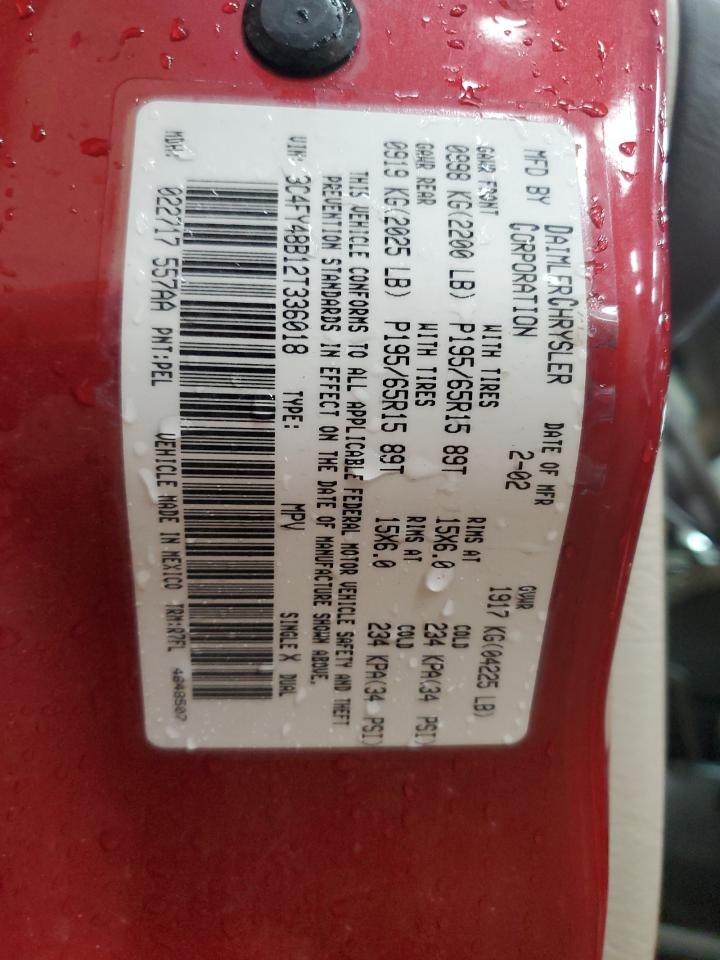 MFD BY DAIMLERCHRYSLER CORPORATION DATE OF MFR 2-02 GVWR 1917 KG(04225 LB)
GAWR FRONT WITH TIRES RIMS AT COLD
0998 KG(2200 LB) P195/65R15 89T 15X6.0 234 KPA(34 PSI)
GAWR REAR WITH TIRES RIMS AT COLD
0919 KG(2025 LB) P195/65R15 89T 15X6.0 234 KPA(34 PSI)
THIS VEHICLE CONFORMS TO ALL APPLICABLE FEDERAL MOTOR VEHICLE SAFETY AND THEFT
PREVENTION STANDARDS IN EFFECT ON THE DATE OF MANUFACTURE SHOWN ABOVE.
VIN: 3C4FY48B12T336018 TYPE: MPV SINGLE X DUAL
MDH: 022717 557AA PNT:PEL VEHICLE MADE IN MEXICO TRM:R7FL 4648507